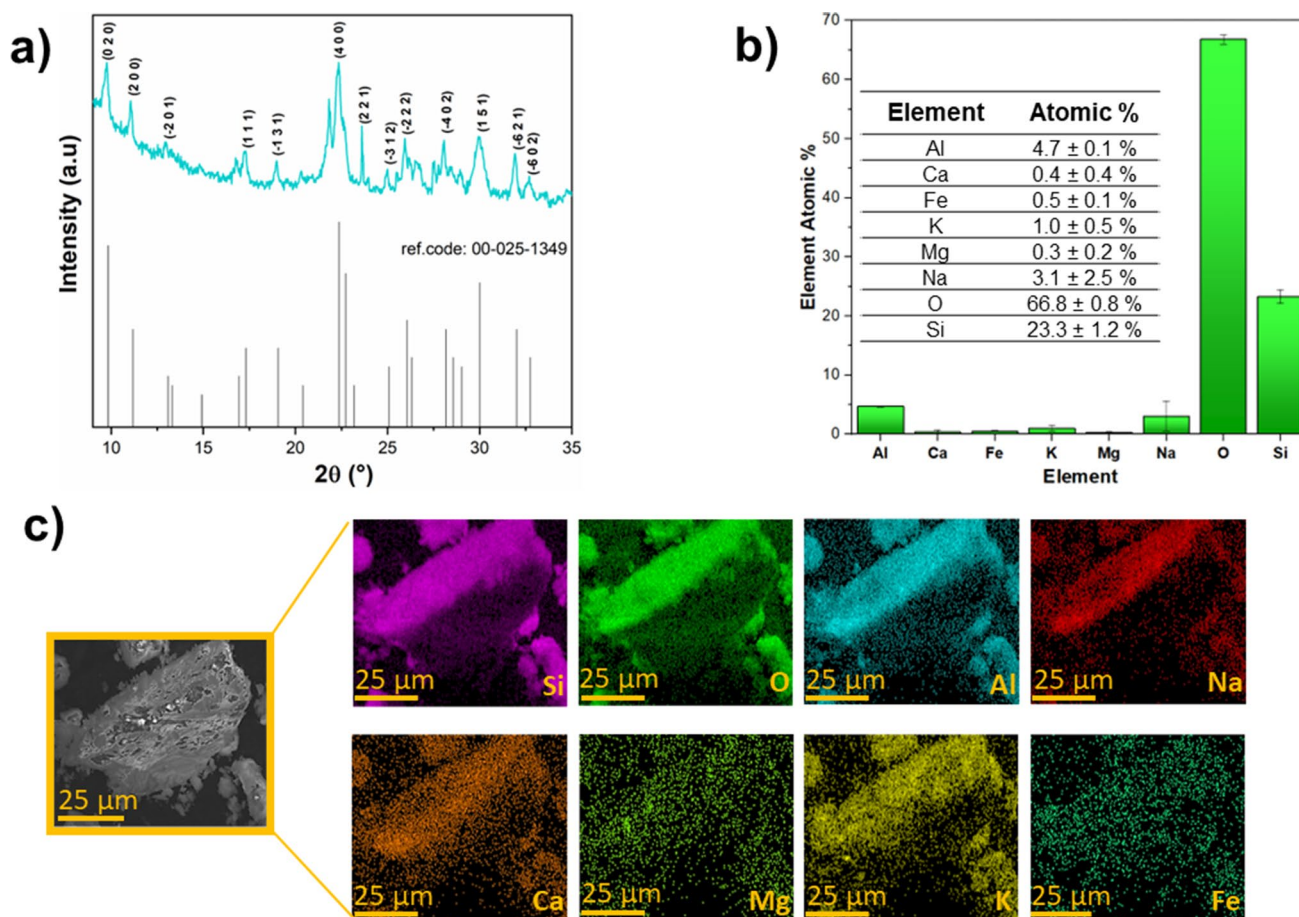 a)
(0 2 0)
(2 0 0)
(-2 0 1)
(1 1 1)
(-1 3 1)
(4 0 0)
(2 2 1)
(-3 1 2)
(-2 2 2)
(-4 0 2)
(1 5 1)
(-6 2 1)
(-6 0 2)
Intensity (a.u)
ref.code: 00-025-1349
10 15 20 25 30 35
2θ (°)
b)
Element Atomic %
70
60
50
40
30
20
10
0
Element Atomic %
Al 4.7 ± 0.1 %
Ca 0.4 ± 0.4 %
Fe 0.5 ± 0.1 %
K 1.0 ± 0.5 %
Mg 0.3 ± 0.2 %
Na 3.1 ± 2.5 %
O 66.8 ± 0.8 %
Si 23.3 ± 1.2 %
Al Ca Fe K Mg Na O Si
Element
c)
25 μm
25 μm Si
25 μm O
25 μm Al
25 μm Na
25 μm Ca
25 μm Mg
25 μm K
25 μm Fe